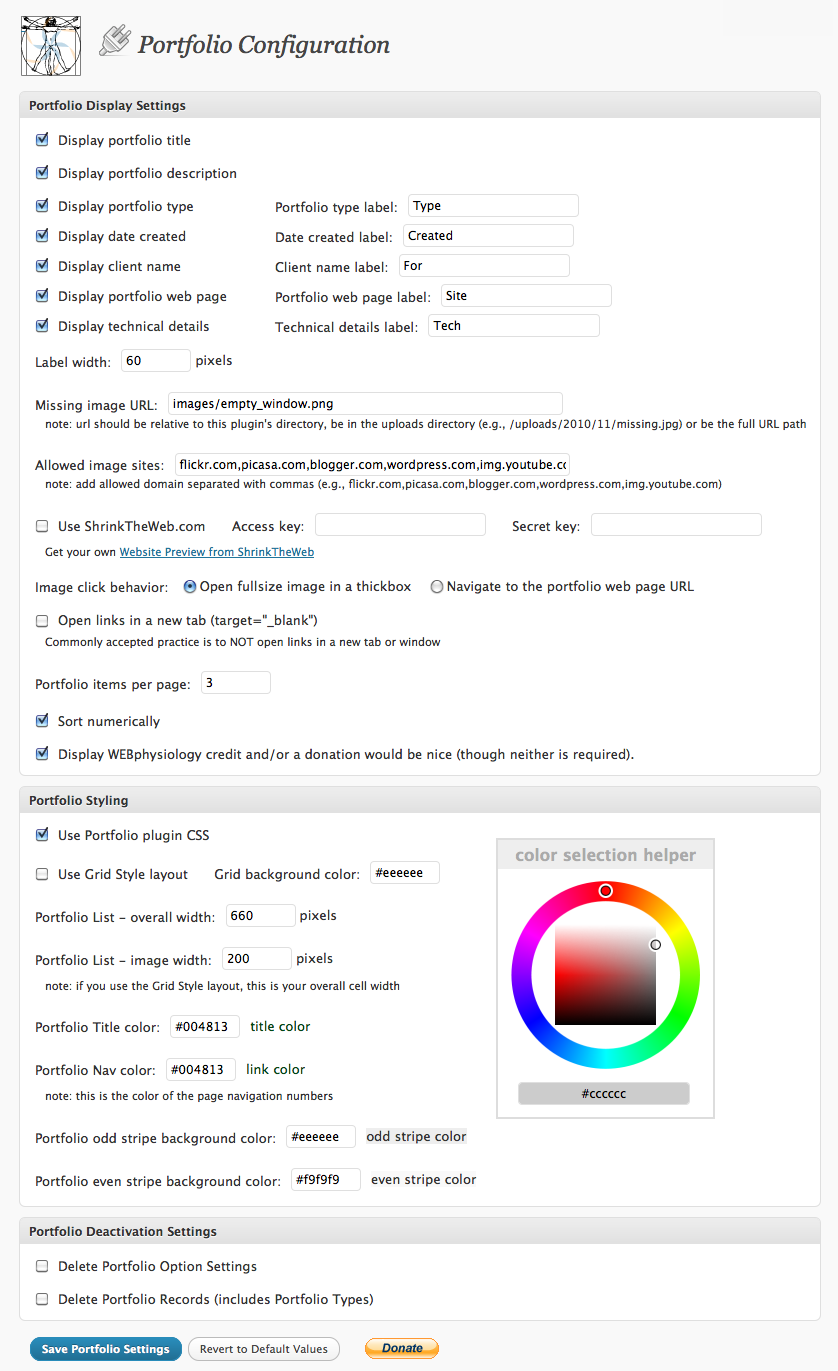 Portfolio Configuration
Portfolio Display Settings
Display portfolio title
Display portfolio description
Display portfolio type Portfolio type label: Type
Display date created Date created label: Created
Display client name Client name label: For
Display portfolio web page Portfolio web page label: Site
Display technical details Technical details label: Tech
Label width: 60 pixels
Missing image URL: images/empty_window.png
note: url should be relative to this plugin's directory, be in the uploads directory (e.g., /uploads/2010/11/missing.jpg) or be the full URL path
Allowed image sites: flickr.com,picasa.com,blogger.com,wordpress.com,img.youtube.cc
note: add allowed domain separated with commas (e.g., flickr.com,picasa.com,blogger.com,wordpress.com,img.youtube.com)
Use ShrinkTheWeb.com Access key: Secret key:
Get your own Website Preview from ShrinkTheWeb
Image click behavior: Open fullsize image in a thickbox Navigate to the portfolio web page URL
Open links in a new tab (target="_blank")
Commonly accepted practice is to NOT open links in a new tab or window
Portfolio items per page: 3
Sort numerically
Display WEBphysiology credit and/or a donation would be nice (though neither is required).
Portfolio Styling
Use Portfolio plugin CSS
Use Grid Style layout Grid background color: #eeeeee
Portfolio List - overall width: 660 pixels
Portfolio List - image width: 200 pixels
note: if you use the Grid Style layout, this is your overall cell width
Portfolio Title color: #004813 title color
Portfolio Nav color: #004813 link color
note: this is the color of the page navigation numbers
Portfolio odd stripe background color: #eeeeee odd stripe color
Portfolio even stripe background color: #f9f9f9 even stripe color
color selection helper
#cccccc
Portfolio Deactivation Settings
Delete Portfolio Option Settings
Delete Portfolio Records (includes Portfolio Types)
Save Portfolio Settings Revert to Default Values Donate